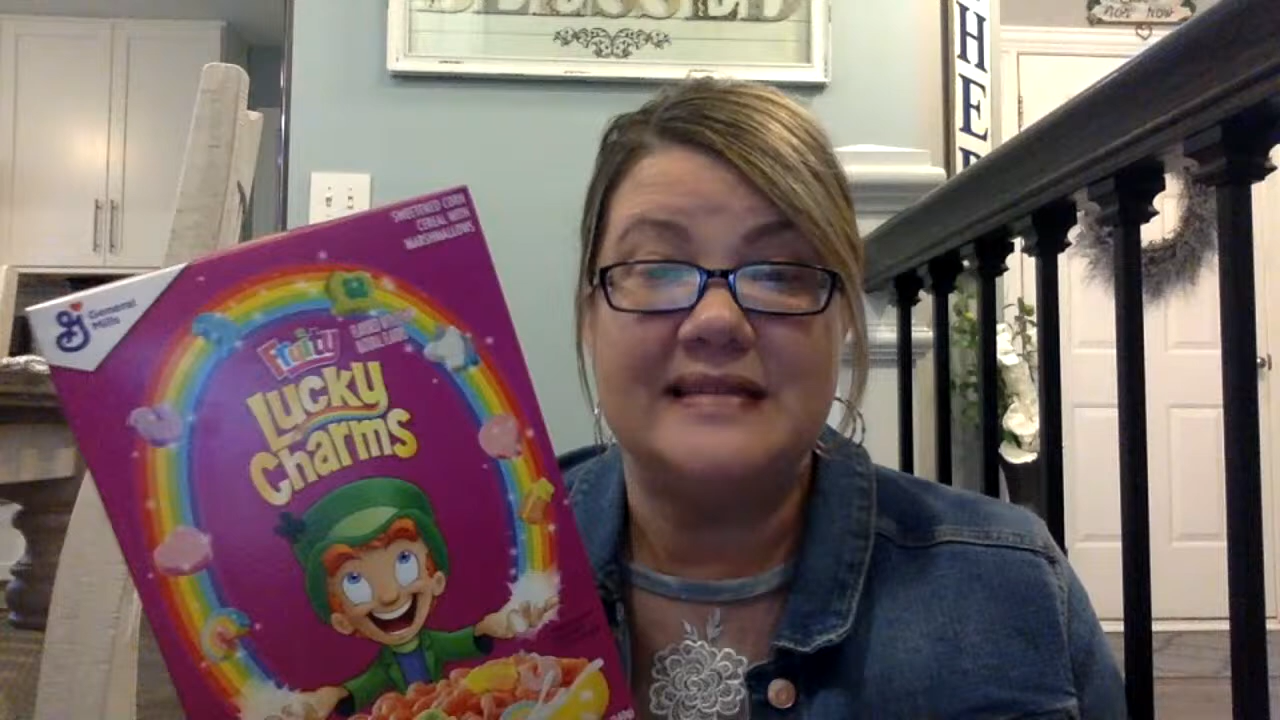 BLESSED
HE
SWEETENED CORN
CEREAL WITH
MARSHMALLOWS
General
Mills
Fruity
Lucky
Charms